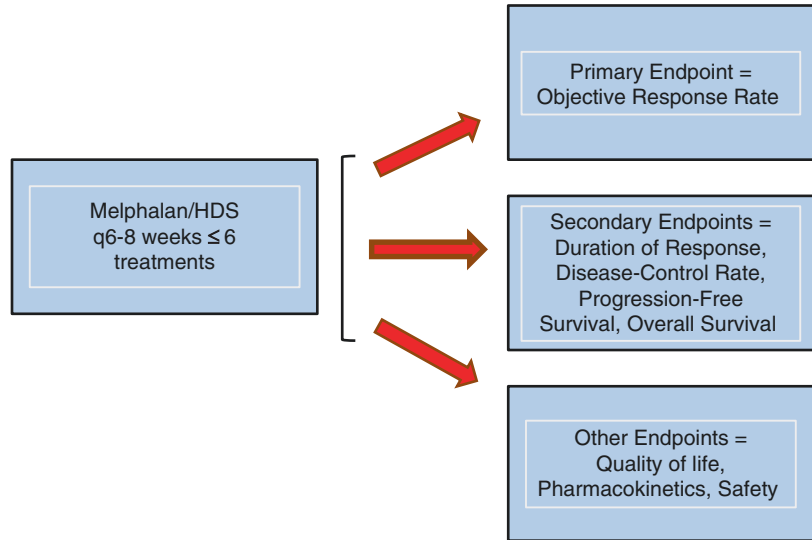 Melphalan/HDS
q6-8 weeks ≤ 6
treatments
Primary Endpoint =
Objective Response Rate
Secondary Endpoints =
Duration of Response,
Disease-Control Rate,
Progression-Free
Survival, Overall Survival
Other Endpoints =
Quality of life,
Pharmacokinetics, Safety